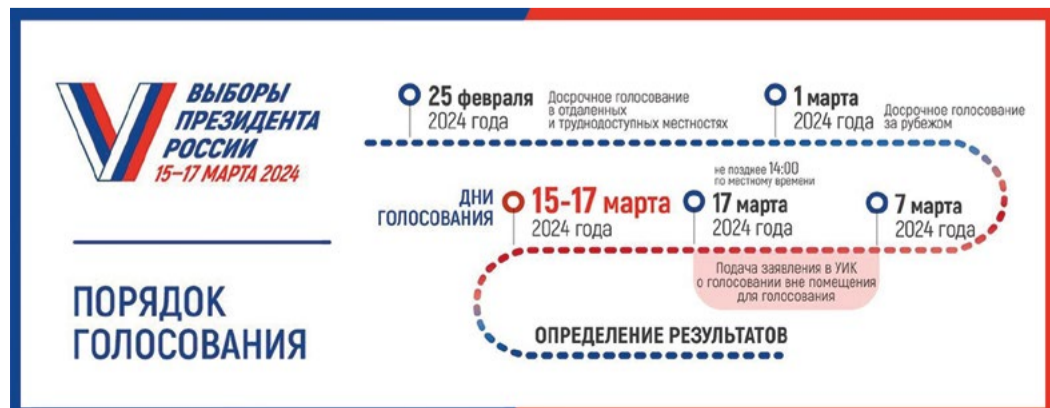 ВЫБОРЫ
ПРЕЗИДЕНТА
РОССИИ
15–17 МАРТА 2024
ПОРЯДОК
ГОЛОСОВАНИЯ
25 февраля
2024 года
Досрочное голосование
в отдаленных
и труднодоступных местностях
1 марта
2024 года
Досрочное голосование
за рубежом
7 марта
2024 года
не позднее 14:00
по местному времени
17 марта
2024 года
Подача заявления в УИК
о голосовании вне помещения
для голосования
ДНИ
ГОЛОСОВАНИЯ
15-17 марта
2024 года
ОПРЕДЕЛЕНИЕ РЕЗУЛЬТАТОВ